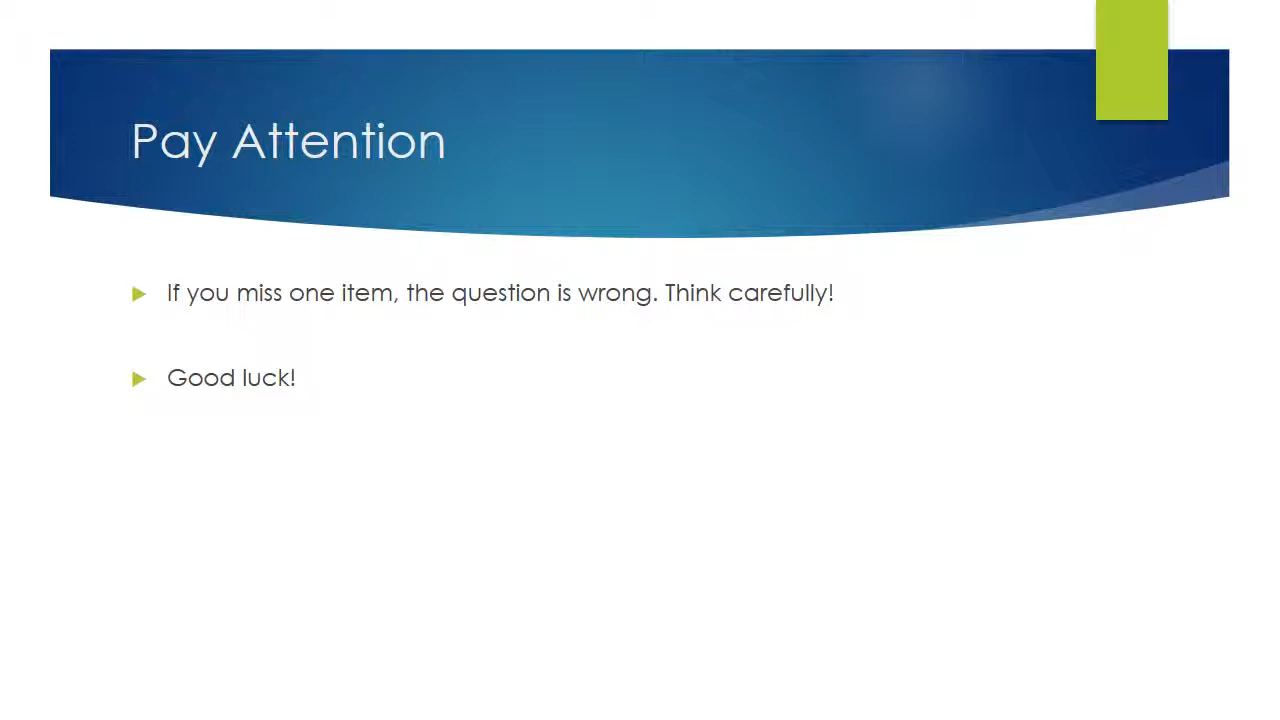 Pay Attention
If you miss one item, the question is wrong. Think carefully!
Good luck!